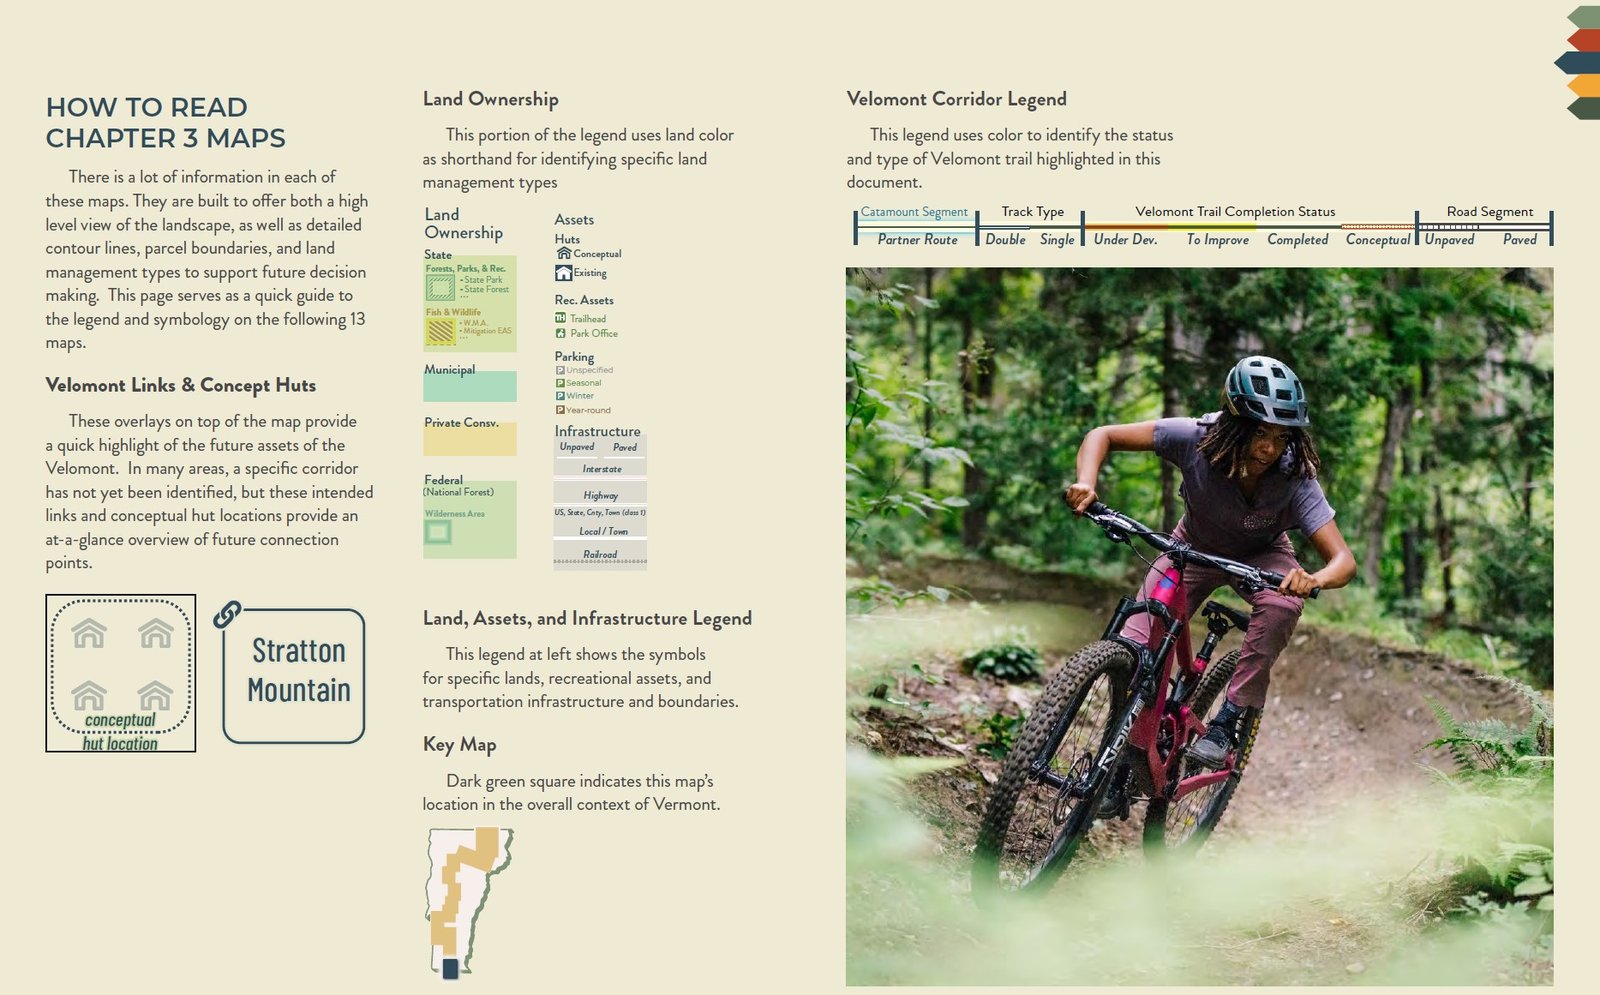 HOW TO READ
CHAPTER 3 MAPS
There is a lot of information in each of
these maps. They are built to offer both a high
level view of the landscape, as well as detailed
contour lines, parcel boundaries, and land
management types to support future decision
making.  This page serves as a quick guide to
the legend and symbology on the following 13
maps.
Velomont Links & Concept Huts
These overlays on top of the map provide
a quick highlight of the future assets of the
Velomont.  In many areas, a specific corridor
has not yet been identified, but these intended
links and conceptual hut locations provide an
at-a-glance overview of future connection
points.
conceptual
hut location
Stratton
Mountain
Land Ownership
This portion of the legend uses land color
as shorthand for identifying specific land
management types
Land
Ownership
State
Forests, Parks, & Rec.
• State Park
• State Forest
...
Fish & Wildlife
• W.M.A.
• Mitigation EAS
...
Municipal
Private Consv.
Federal
(National Forest)
Wilderness Area
Assets
Huts
Conceptual
Existing
Rec. Assets
TH Trailhead
Park Office
Parking
P Unspecified
P Seasonal
P Winter
P Year-round
Infrastructure
Unpaved Paved
Interstate
Highway
US, State, Cnty, Town (class 1)
Local / Town
Railroad
Land, Assets, and Infrastructure Legend
This legend at left shows the symbols
for specific lands, recreational assets, and
transportation infrastructure and boundaries.
Key Map
Dark green square indicates this map's
location in the overall context of Vermont.
Velomont Corridor Legend
This legend uses color to identify the status
and type of Velomont trail highlighted in this
document.
Catamount Segment Track Type Velomont Trail Completion Status Road Segment
Partner Route Double Single Under Dev. To Improve Completed Conceptual Unpaved Paved